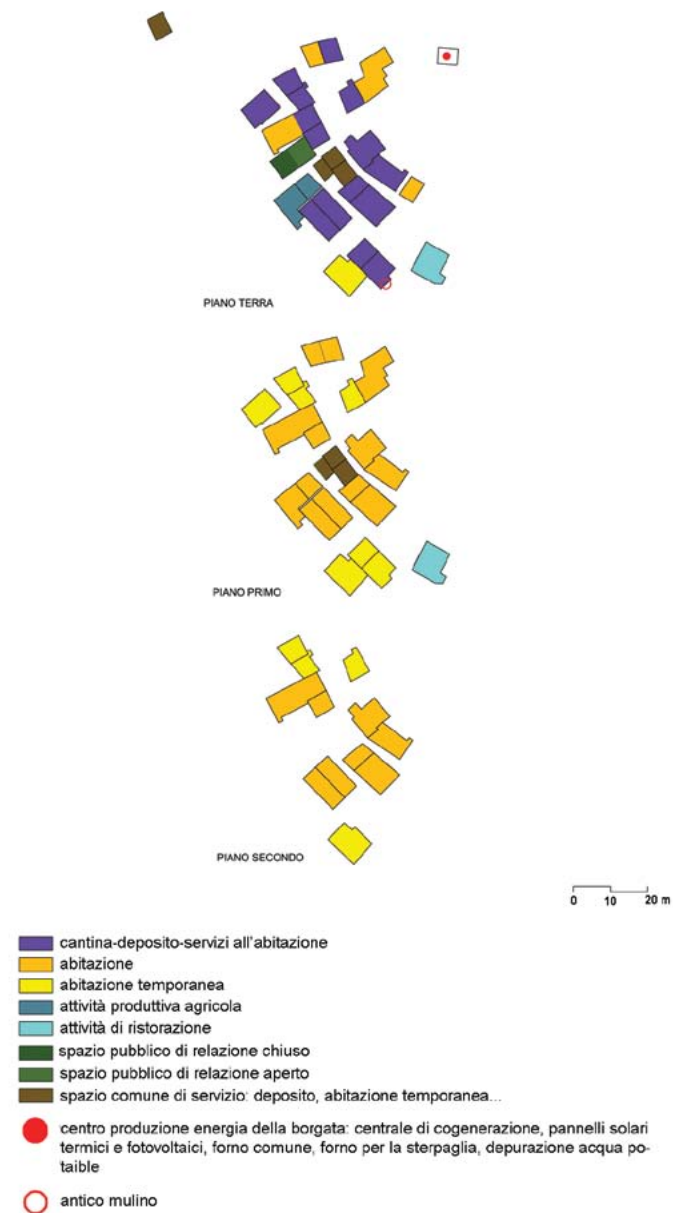 PIANO TERRA
PIANO PRIMO
PIANO SECONDO
0 10 20 m
cantina-deposito-servizi all'abitazione
abitazione
abitazione temporanea
attività produttiva agricola
attività di ristorazione
spazio pubblico di relazione chiuso
spazio pubblico di relazione aperto
spazio comune di servizio: deposito, abitazione temporanea...
centro produzione energia della borgata: centrale di cogenerazione, pannelli solari
termici e fotovoltaici, forno comune, forno per la sterpaglia, depurazione acqua po-
taibile
antico mulino